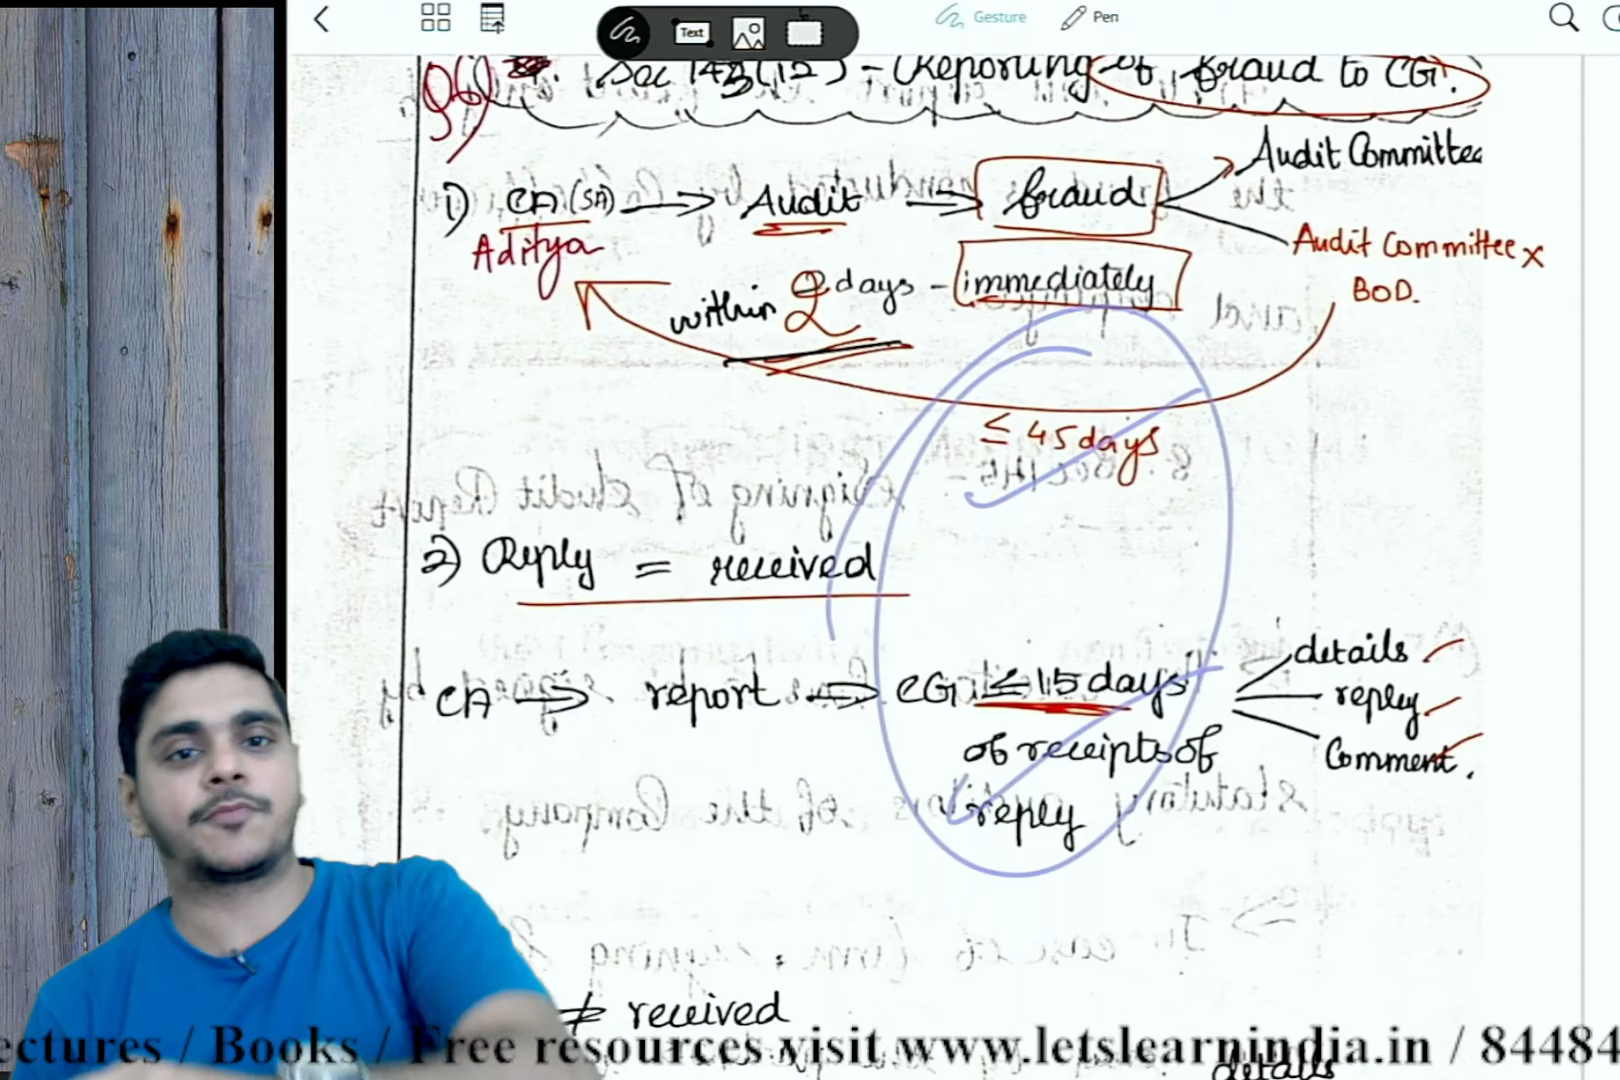 Text
Gesture
Pen
Q6) Sec 143(12) - (Reporting of fraud to CG).
1) CA (SA) → Audit ⇒ fraud
Audit Committee
Audit Committee x
BOD.
Aditya
within 2 days - immediately
≤ 45 days
2) Reply = received
CA ⇒ report ⇒ CG ≤ 15 days
of receipts of
reply
details
reply
Comment.
≠ received
details
ectures / Books / Free resources visit www.letslearnindia.in / 84484